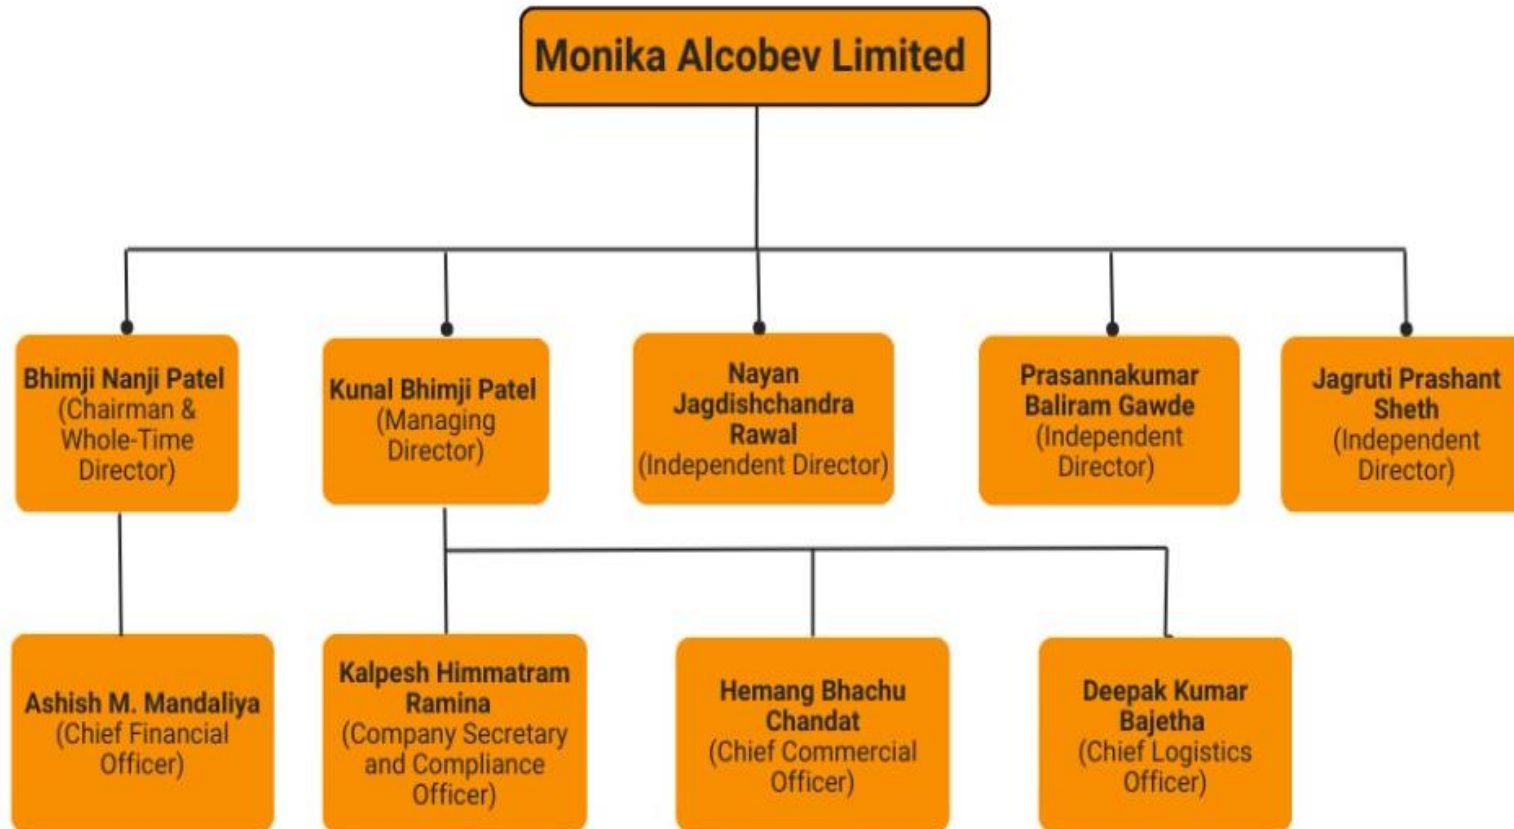 Monika Alcobev Limited
Bhimji Nanji Patel
(Chairman &
Whole-Time
Director)
Kunal Bhimji Patel
(Managing
Director)
Nayan
Jagdishchandra
Rawal
(Independent Director)
Prasannakumar
Baliram Gawde
(Independent
Director)
Jagruti Prashant
Sheth
(Independent
Director)
Ashish M. Mandaliya
(Chief Financial
Officer)
Kalpesh Himmatram
Ramina
(Company Secretary
and Compliance
Officer)
Hemang Bhachu
Chandat
(Chief Commercial
Officer)
Deepak Kumar
Bajetha
(Chief Logistics
Officer)